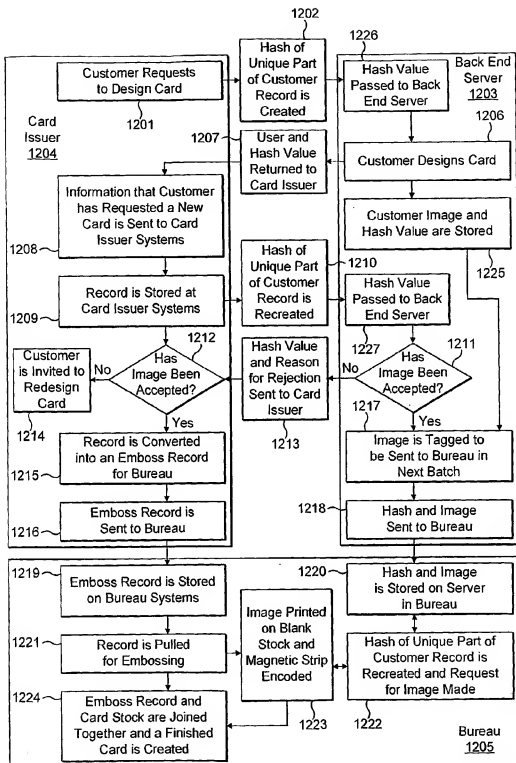 1202
1226
Customer Requests
to Design Card
1201
Hash of
Unique Part
of Customer
Record is
Created
Hash Value
Passed to Back
End Server
Back End
Server
1203
Card
Issuer
1204
1207
User and
Hash Value
Returned to
Card Issuer
1206
Customer Designs Card
Information that Customer
has Requested a New
Card is Sent to Card
Issuer Systems
1208
Customer Image and
Hash Value are Stored
1225
1210
Hash of
Unique Part
of Customer
Record is
Recreated
Record is Stored at
Card Issuer Systems
1209
Hash Value
Passed to Back
End Server
1227
1212
Has
Image Been
Accepted?
No
Customer
is Invited to
Redesign
Card
1214
Yes
Hash Value
and Reason
for Rejection
Sent to Card
Issuer
1213
1211
Has
Image Been
Accepted?
No
Yes
1217
Record is Converted
into an Emboss Record
for Bureau
1215
Image is Tagged to
be Sent to Bureau in
Next Batch
Emboss Record is
Sent to Bureau
1216
1218
Hash and Image
Sent to Bureau
1219
Emboss Record is Stored
on Bureau Systems
1220
Hash and Image
is Stored on Server
in Bureau
Image Printed
on Blank
Stock and
Magnetic Strip
Encoded
1223
1221
Record is Pulled
for Embossing
Hash of Unique Part of
Customer Record is
Recreated and Request
for Image Made
1222
1224
Emboss Record and
Card Stock are Joined
Together and a Finished
Card is Created
Bureau
1205